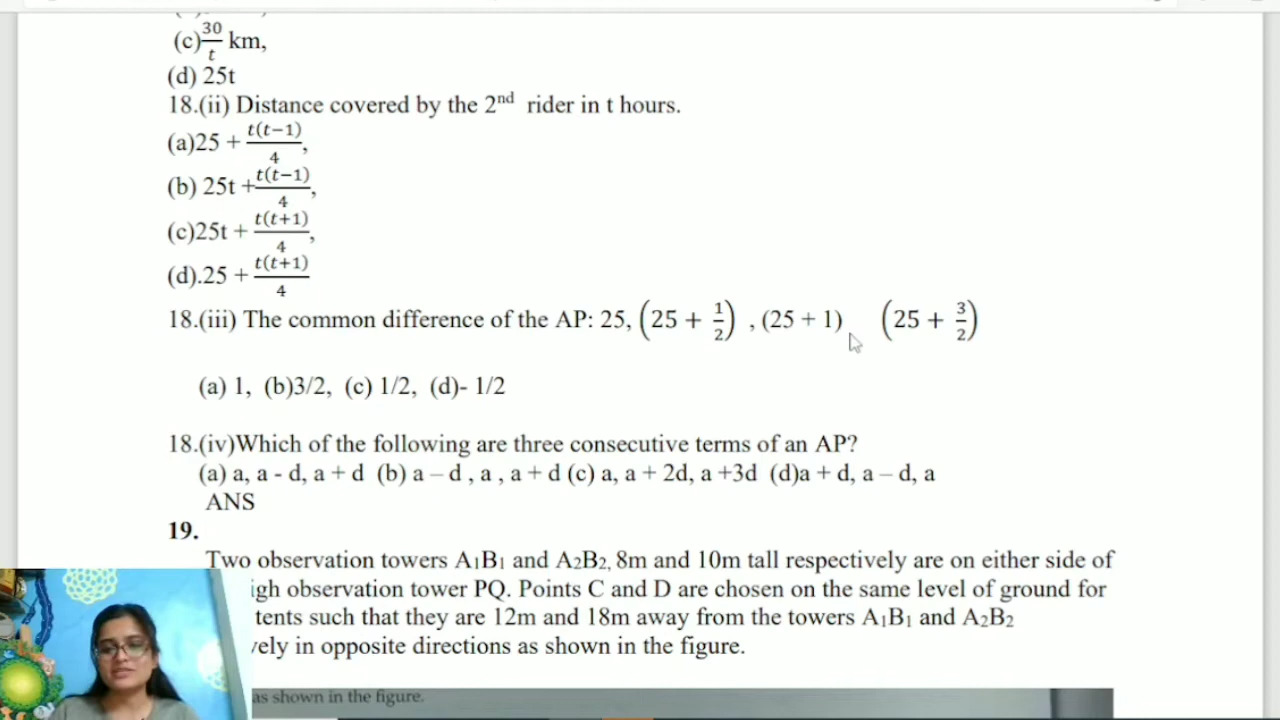 (c) 30/t km,
(d) 25t
18.(ii) Distance covered by the 2nd rider in t hours.
(a)25 + t(t−1)/4,
(b) 25t + t(t−1)/4,
(c)25t + t(t+1)/4,
(d).25 + t(t+1)/4
18.(iii) The common difference of the AP: 25, (25 + 1/2) , (25 + 1) (25 + 3/2)
(a) 1, (b)3/2, (c) 1/2, (d)- 1/2
18.(iv)Which of the following are three consecutive terms of an AP?
(a) a, a - d, a + d (b) a – d , a , a + d (c) a, a + 2d, a +3d (d)a + d, a – d, a
ANS
19.
Two observation towers A1B1 and A2B2, 8m and 10m tall respectively are on either side of
observation tower PQ. Points C and D are chosen on the same level of ground for
tents such that they are 12m and 18m away from the towers A1B1 and A2B2
in opposite directions as shown in the figure.
as shown in the figure.